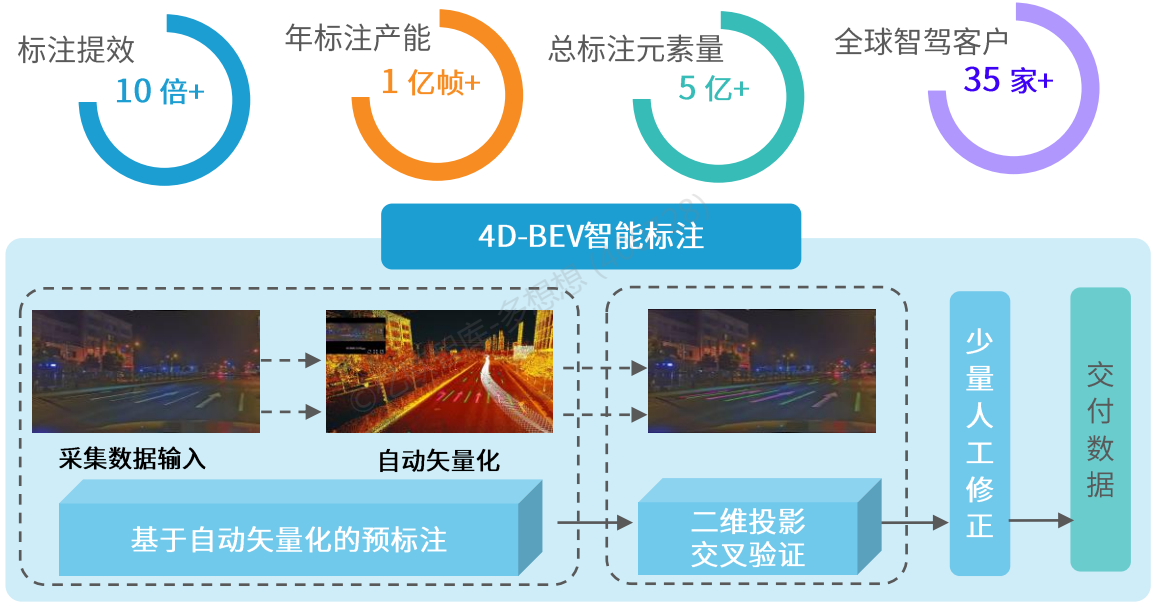 标注提效
10 倍+
年标注产能
1 亿帧+
总标注元素量
5 亿+
全球智驾客户
35 家+
4D-BEV智能标注
采集数据输入
自动矢量化
基于自动矢量化的预标注
二维投影
交叉验证
少量人工修正
交付数据